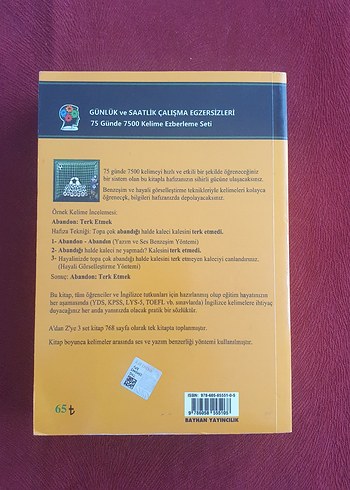 GÜNLÜK ve SAATLİK ÇALIŞMA EGZERSİZLERİ
75 Günde 7500 Kelime Ezberleme Seti
75 günde 7500 kelimeyi hızlı ve etkili bir şekilde öğreneceğiniz
bir sistem olan bu kitapla hafızanızın sihirli gücüne ulaşacaksınız.
Benzeşim ve hayali görselleştirme teknikleriyle kelimeleri kolayca
öğrenecek, bilgileri hafızanızda depolayacaksınız.
Örnek Kelime İncelemesi:
Abandon: Terk Etmek
Hafıza Tekniği: Topu çok abandığı halde kaleci kalesini terk etmedi.
1- Abandon - Abandın (Yazım ve Ses Benzeşim Yöntemi)
2- Abandığı halde kaleci ne yapmadı? Kalesini terk etmedi.
3- Hayalinizde topu çok abandığı halde kalesini terk etmeyen kaleciyi canlandırınız.
(Hayali Görselleştirme Yöntemi)
Sonuç: Abandon: Terk Etmek
Bu kitap, tüm öğrenciler ve İngilizce tutkunları için hazırlanmış olup eğitim hayatınızın
her aşamasında (YDS, KPSS, LYS-5, TOEFL vb. sınavlarda) İngilizce kelimelere ihtiyaç
duyacağınız her anda yanınızda olacak pratik bir sözlüktür.
A'dan Z'ye 3 set kitap 768 sayfa olarak tek kitapta toplanmıştır.
Kitap boyunca kelimeler arasında ses ve yazım benzerliği yöntemi kullanılmıştır.
65 ₺
BAYHAN YAYINCILIK